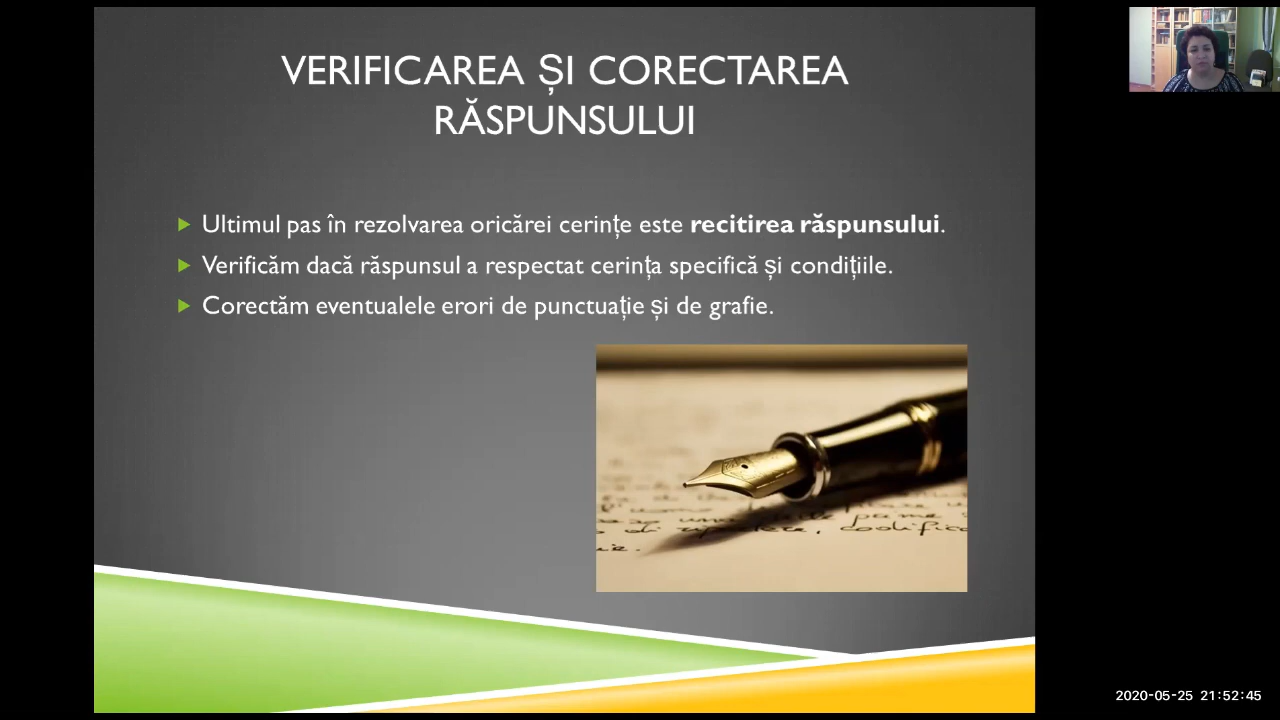 VERIFICAREA ȘI CORECTAREA
RĂSPUNSULUI
Ultimul pas în rezolvarea oricărei cerințe este recitirea răspunsului.
Verificăm dacă răspunsul a respectat cerința specifică și condițiile.
Corectăm eventualele erori de punctuație și de grafie.
2020-05-25 21:52:45